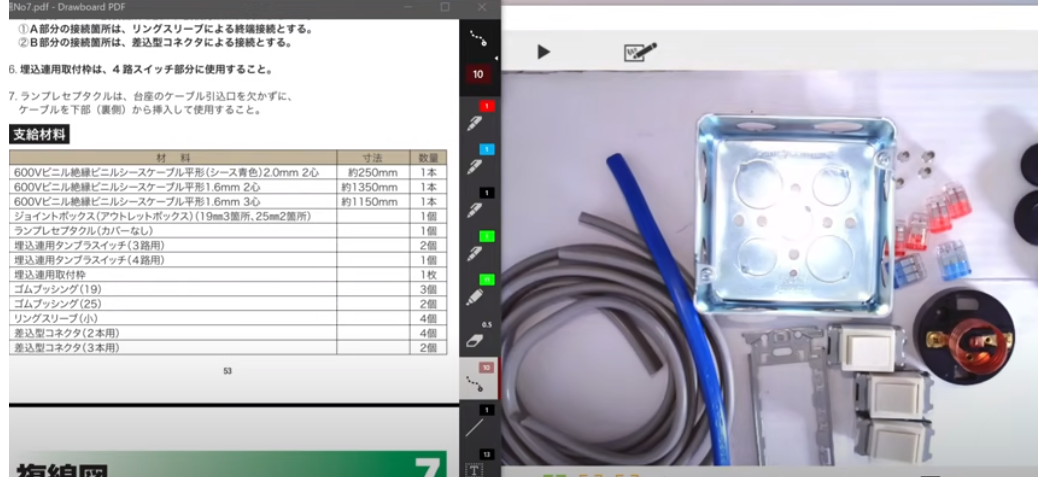 No7.pdf - Drawboard PDF
①A部分の接続箇所は、リングスリーブによる終端接続とする。
②B部分の接続箇所は、差込型コネクタによる接続とする。
6. 埋込連用取付枠は、4路スイッチ部分に使用すること。
7. ランプレセプタクルは、台座のケーブル引込口を欠かずに、
ケーブルを下部（裏側）から挿入して使用すること。
支給材料
材 料 寸法 数量
600Vビニル絶縁ビニルシースケーブル平形(シース青色)2.0mm 2心 約250mm 1本
600Vビニル絶縁ビニルシースケーブル平形1.6mm 2心 約1350mm 1本
600Vビニル絶縁ビニルシースケーブル平形1.6mm 3心 約1150mm 1本
ジョイントボックス(アウトレットボックス)(19mm3箇所、25mm2箇所) 1個
ランプレセプタクル(カバーなし) 1個
埋込連用タンブラスイッチ(3路用) 2個
埋込連用タンブラスイッチ(4路用) 1個
埋込連用取付枠 1枚
ゴムブッシング(19) 3個
ゴムブッシング(25) 2個
リングスリーブ(小) 4個
差込型コネクタ(2本用) 4個
差込型コネクタ(3本用) 2個
53
複線図 7
10
1
1
1
1
11
0.5
10
1
13
T